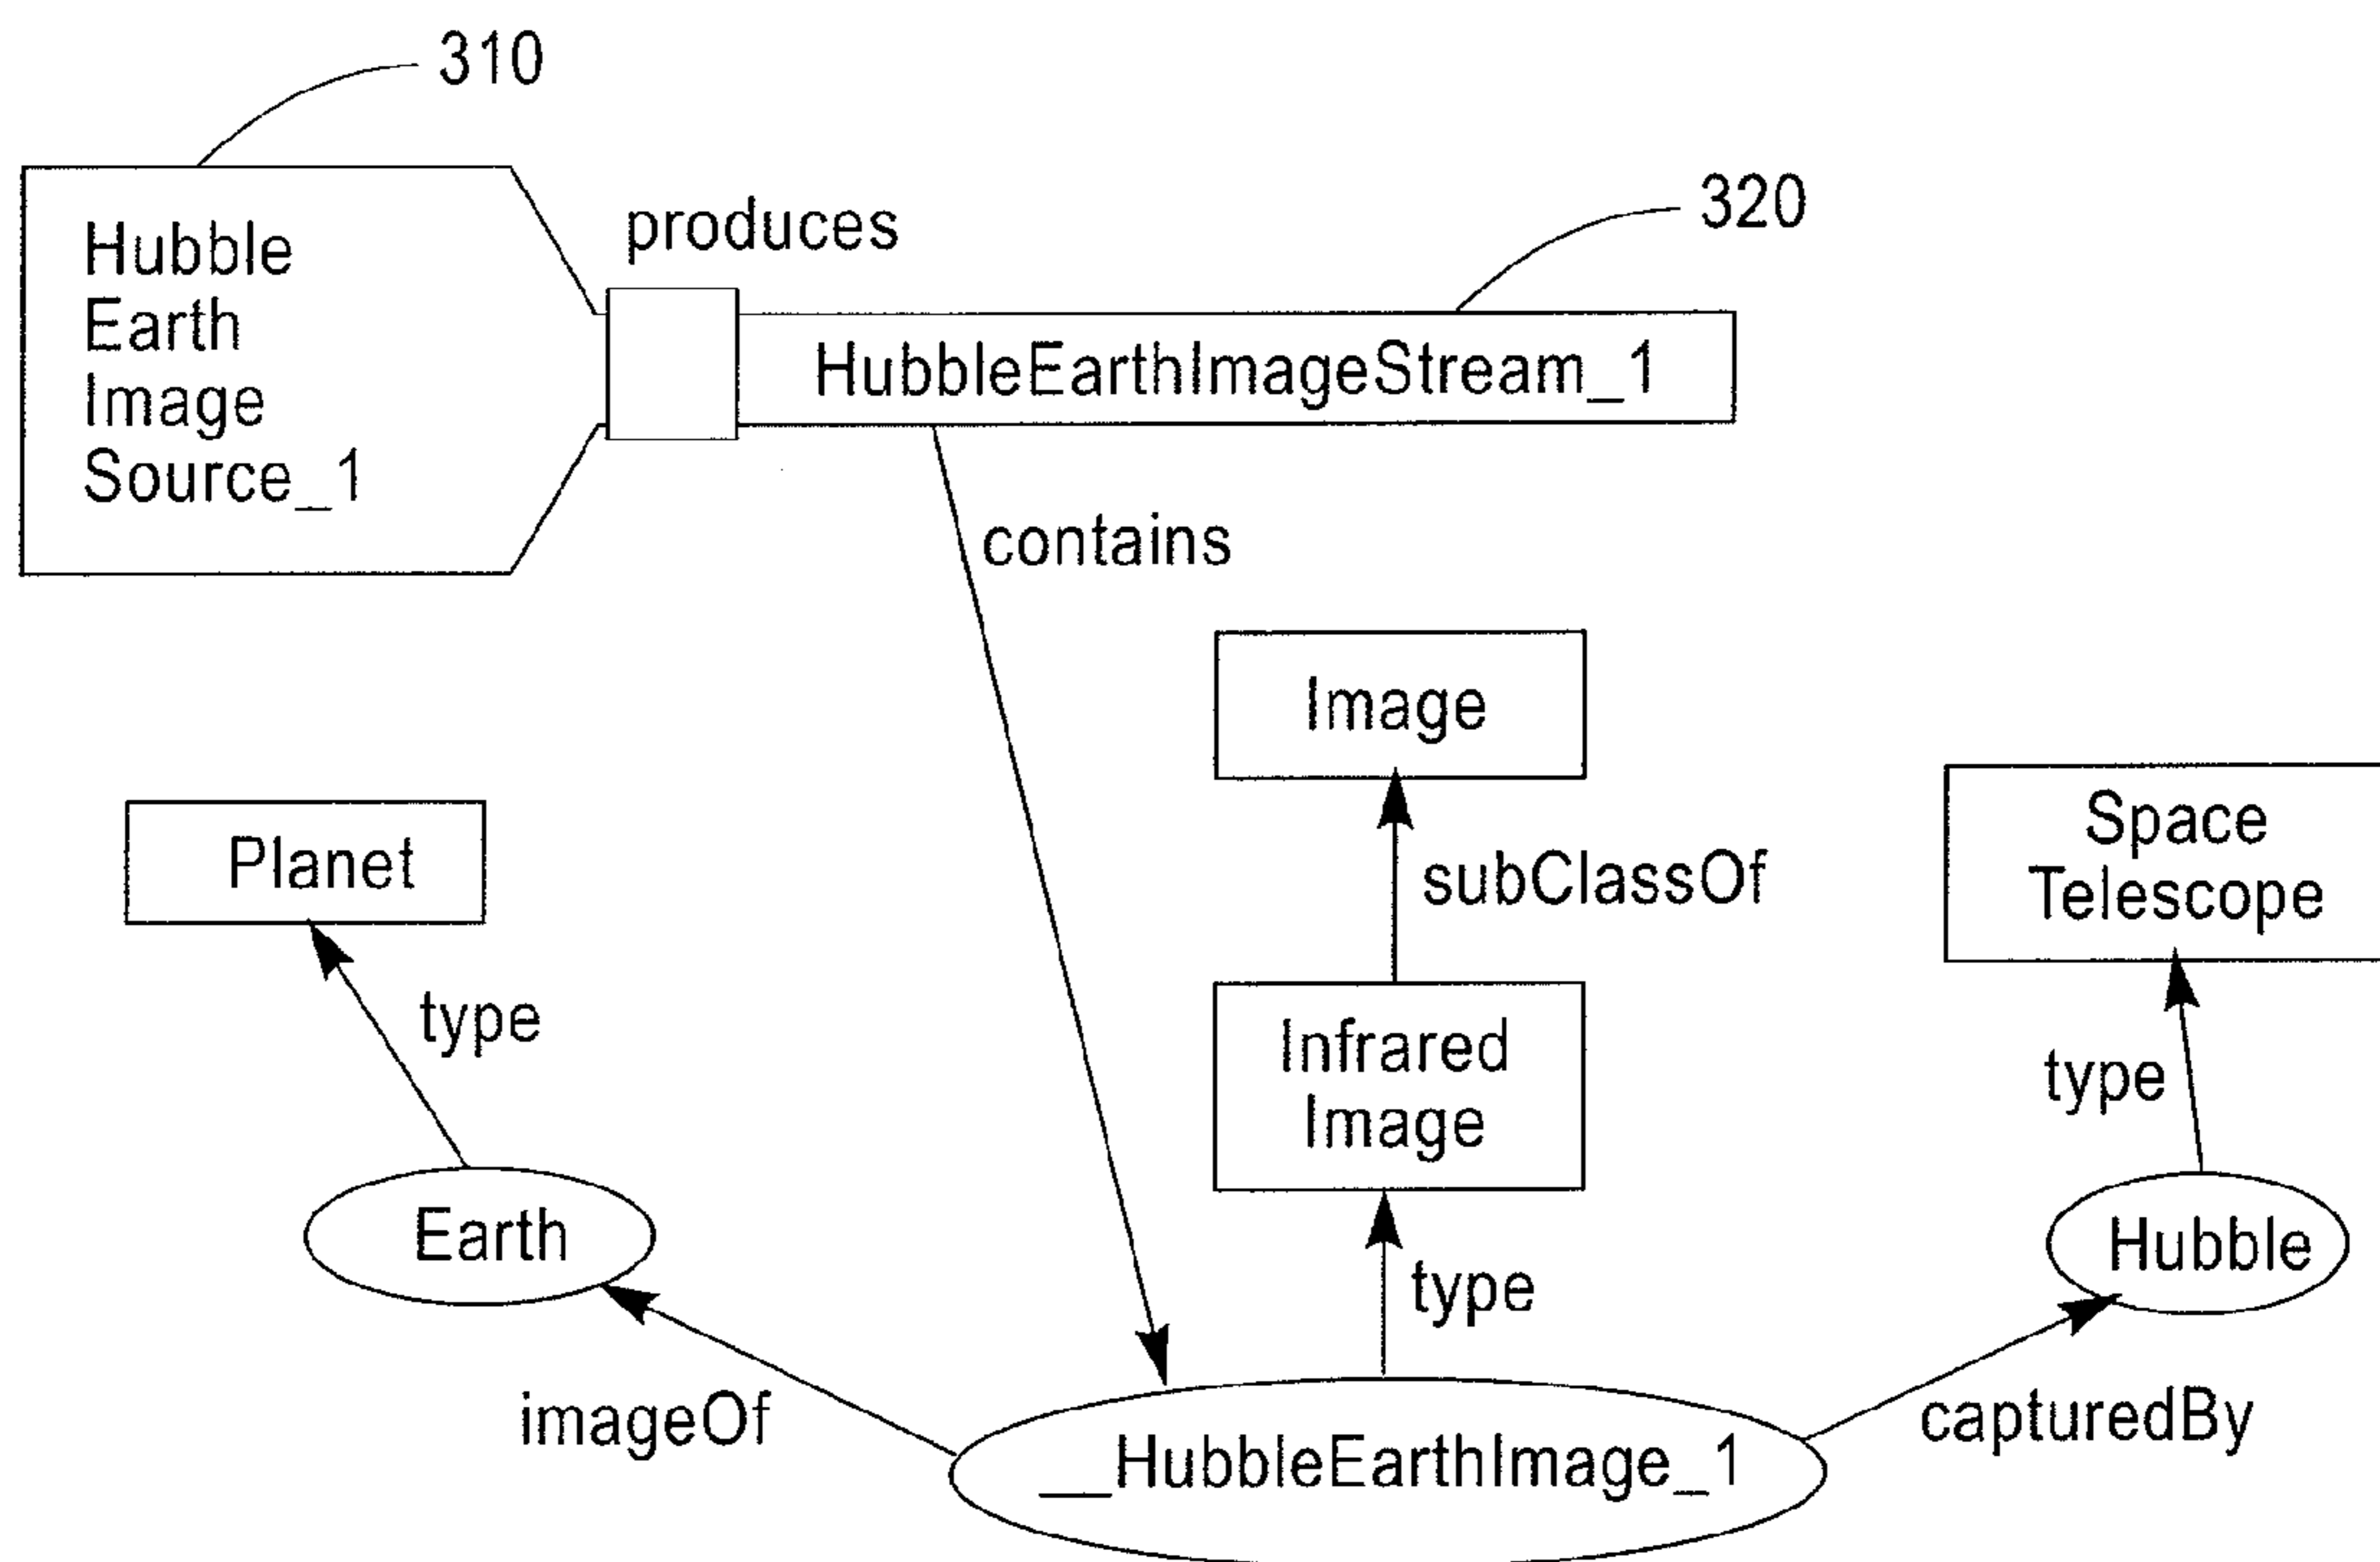 310
320
produces
Hubble
Earth
Image
Source_1
HubbleEarthImageStream_1
contains
Image
subClassOf
Space
Telescope
Planet
type
Infrared
Image
type
Earth
Hubble
type
imageOf
capturedBy
__HubbleEarthImage_1